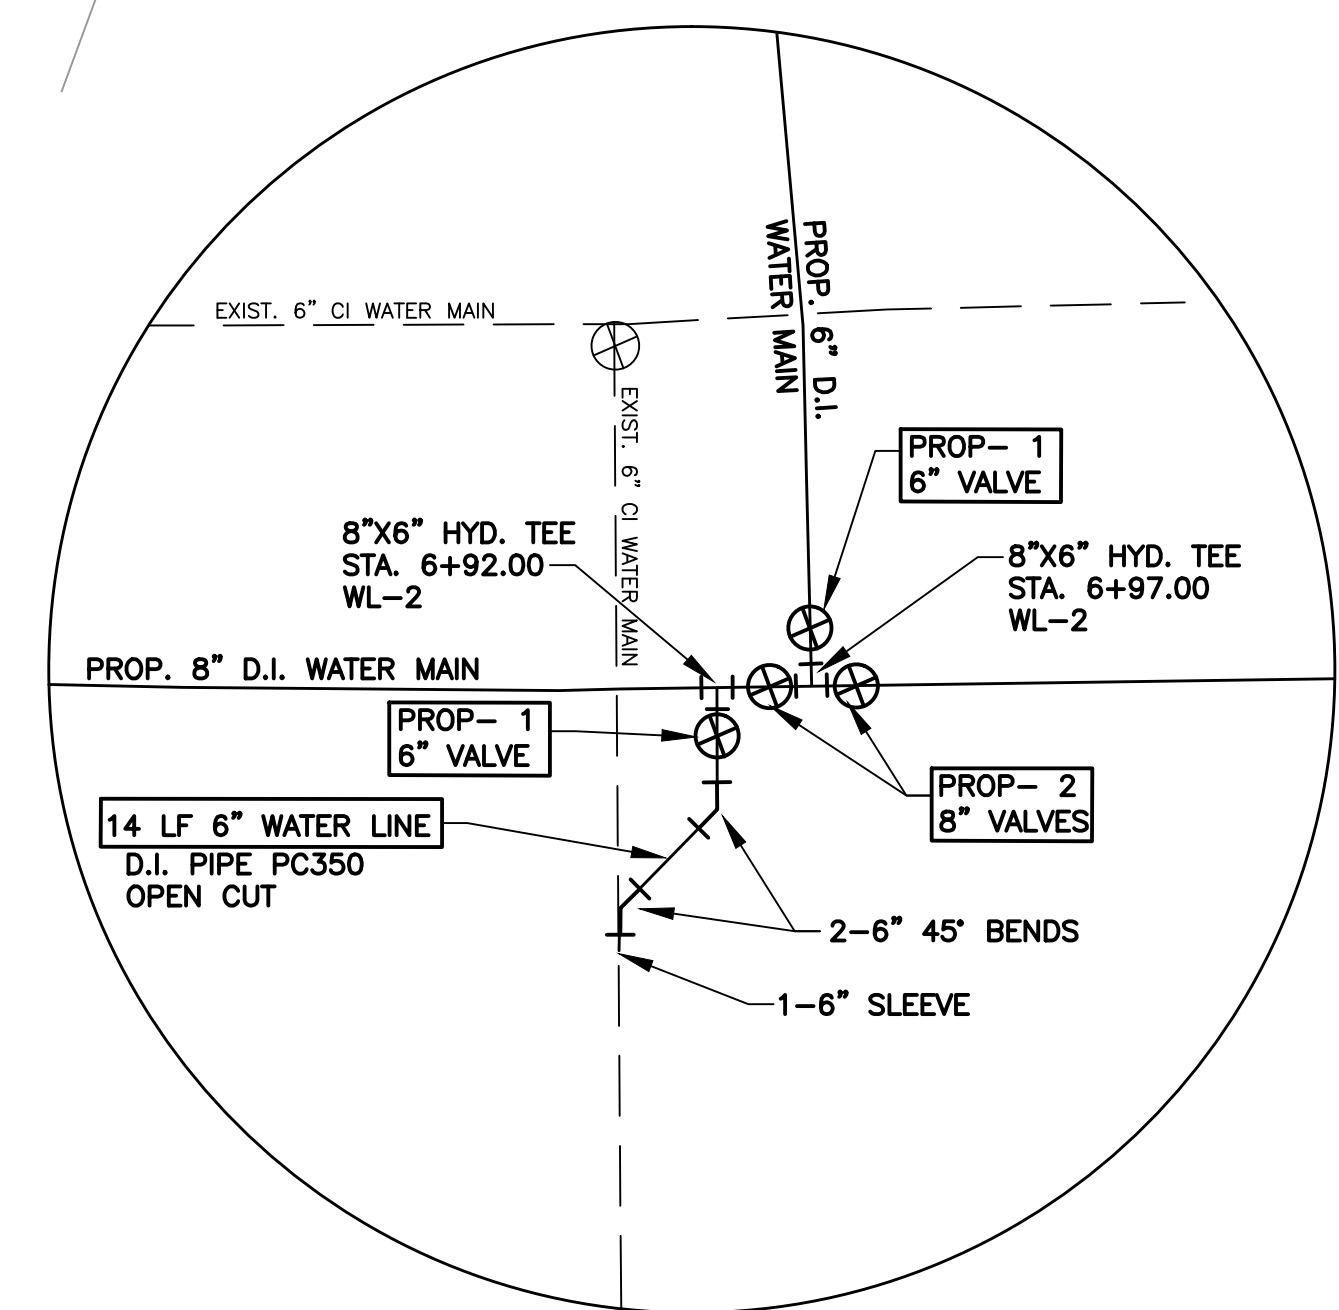 PROP. 6” D.I.
WATER MAIN
EXIST. 6” CI WATER MAIN
EXIST. 6” CI WATER MAIN
PROP– 1
6” VALVE
8”X6” HYD. TEE
STA. 6+92.00
WL–2
8”X6” HYD. TEE
STA. 6+97.00
WL–2
PROP. 8” D.I. WATER MAIN
PROP– 1
6” VALVE
PROP– 2
8” VALVES
14 LF 6” WATER LINE
D.I. PIPE PC350
OPEN CUT
2–6” 45° BENDS
1–6” SLEEVE